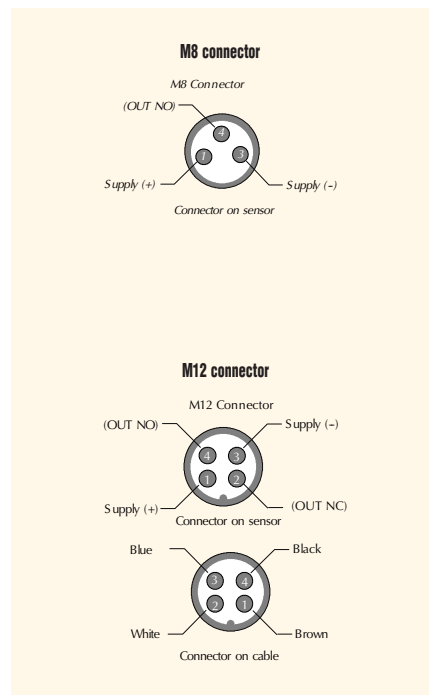 M8 connector
M8 Connector
(OUT NO)
4
1 3
Supply (+) Supply (–)
Connector on sensor
M12 connector
M12 Connector
(OUT NO) Supply (–)
4 3
1 2
Supply (+) (OUT NC)
Connector on sensor
Blue Black
3 4
2 1
White Brown
Connector on cable